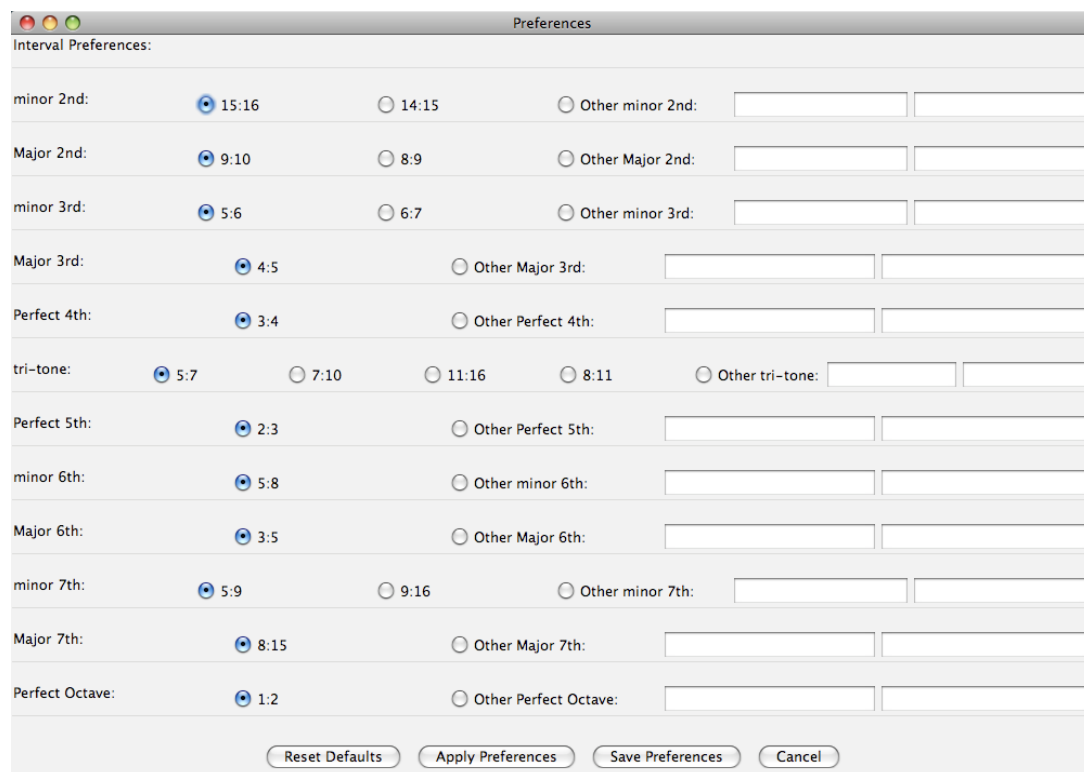 Preferences
Interval Preferences:
minor 2nd: 15:16 14:15 Other minor 2nd:
Major 2nd: 9:10 8:9 Other Major 2nd:
minor 3rd: 5:6 6:7 Other minor 3rd:
Major 3rd: 4:5 Other Major 3rd:
Perfect 4th: 3:4 Other Perfect 4th:
tri-tone: 5:7 7:10 11:16 8:11 Other tri-tone:
Perfect 5th: 2:3 Other Perfect 5th:
minor 6th: 5:8 Other minor 6th:
Major 6th: 3:5 Other Major 6th:
minor 7th: 5:9 9:16 Other minor 7th:
Major 7th: 8:15 Other Major 7th:
Perfect Octave: 1:2 Other Perfect Octave:
Reset Defaults Apply Preferences Save Preferences Cancel